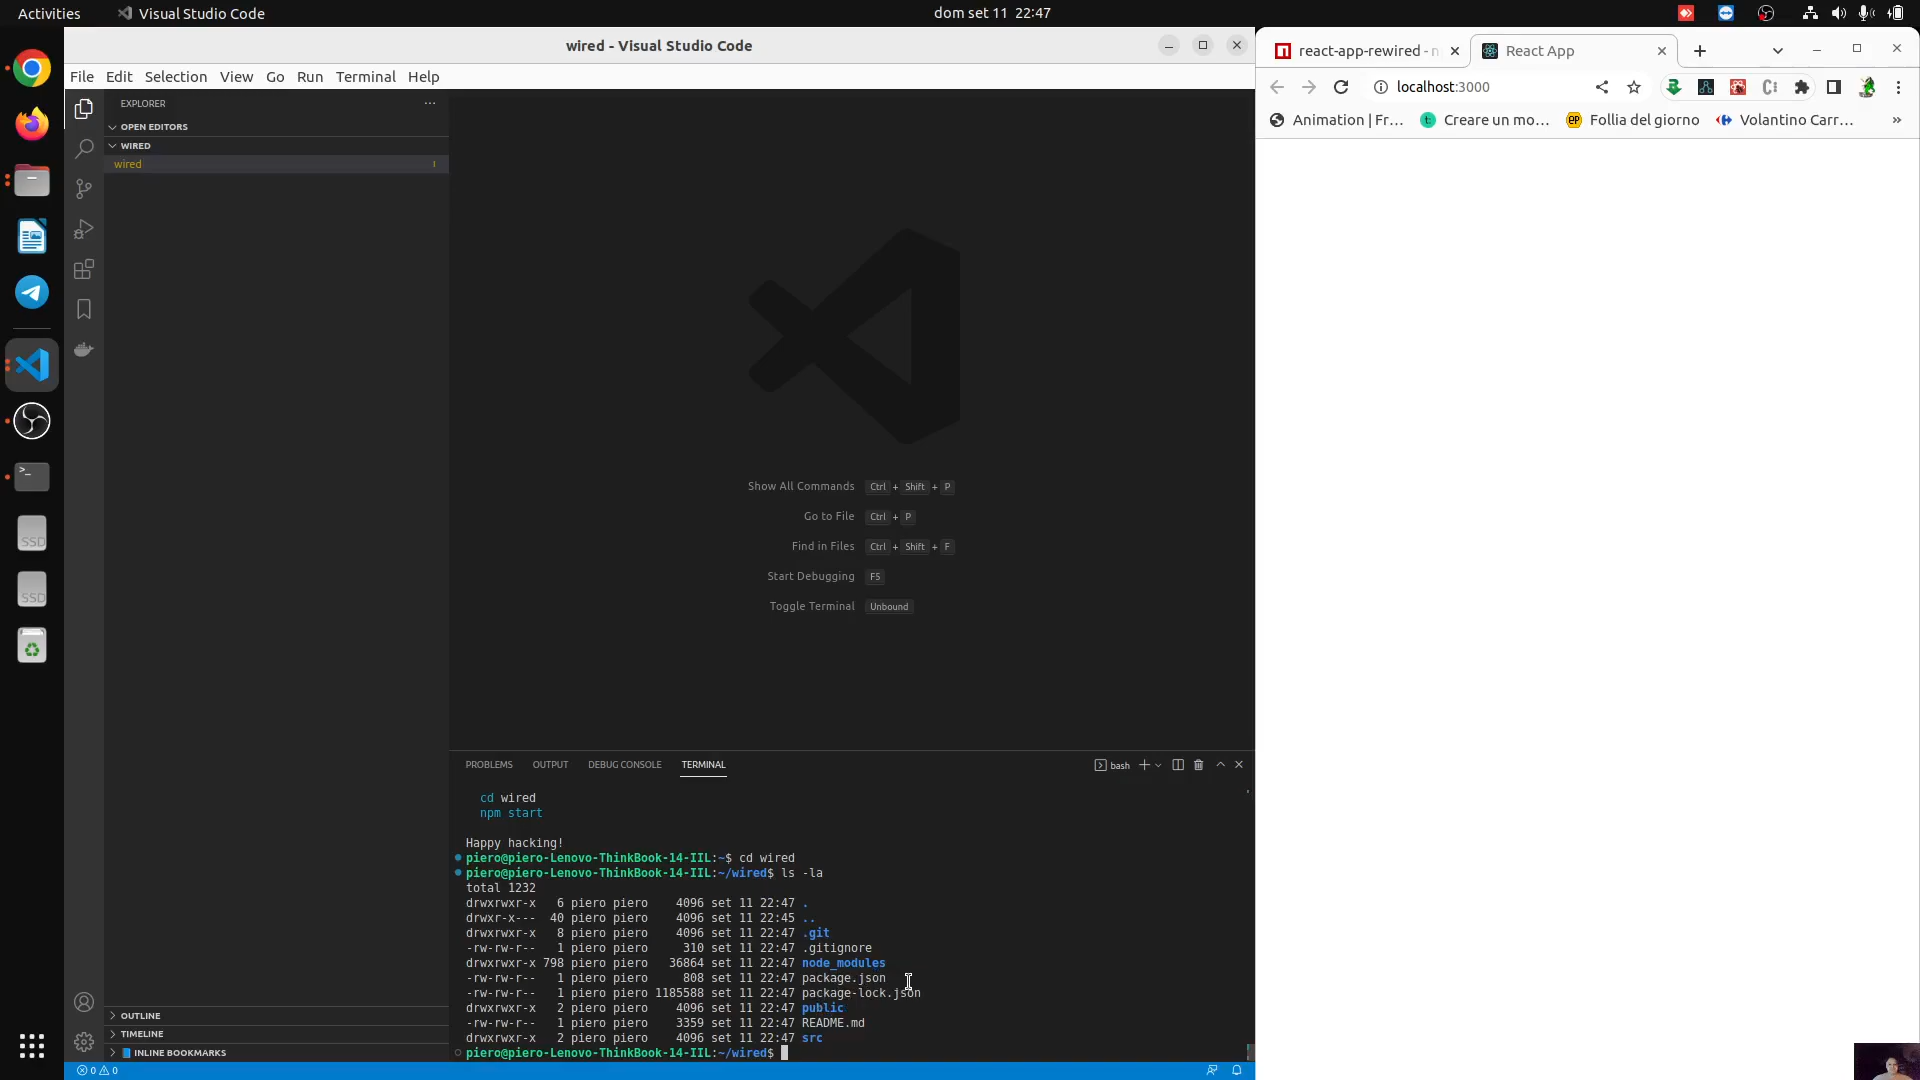 Activities
Visual Studio Code
dom set 11 22:47
wired - Visual Studio Code
File Edit Selection View Go Run Terminal Help
EXPLORER
OPEN EDITORS
WIRED
wired
Show All Commands Ctrl + Shift + P
Go to File Ctrl + P
Find in Files Ctrl + Shift + F
Start Debugging F5
Toggle Terminal Unbound
PROBLEMS OUTPUT DEBUG CONSOLE TERMINAL
bash
cd wired
npm start
Happy hacking!
piero@piero-Lenovo-ThinkBook-14-IIL:~$ cd wired
piero@piero-Lenovo-ThinkBook-14-IIL:~/wired$ ls -la
total 1232
drwxrwxr-x 6 piero piero 4096 set 11 22:47 .
drwxr-x--- 40 piero piero 4096 set 11 22:45 ..
drwxrwxr-x 8 piero piero 4096 set 11 22:47 .git
-rw-rw-r-- 1 piero piero 310 set 11 22:47 .gitignore
drwxrwxr-x 798 piero piero 36864 set 11 22:47 node_modules
-rw-rw-r-- 1 piero piero 808 set 11 22:47 package.json
-rw-rw-r-- 1 piero piero 1185588 set 11 22:47 package-lock.json
drwxrwxr-x 2 piero piero 4096 set 11 22:47 public
-rw-rw-r-- 1 piero piero 3359 set 11 22:47 README.md
drwxrwxr-x 2 piero piero 4096 set 11 22:47 src
piero@piero-Lenovo-ThinkBook-14-IIL:~/wired$
OUTLINE
TIMELINE
INLINE BOOKMARKS
0 0
SSD
SSD
react-app-rewired - n
React App
localhost:3000
Animation | Fr...
Creare un mo...
Follia del giorno
Volantino Carr...